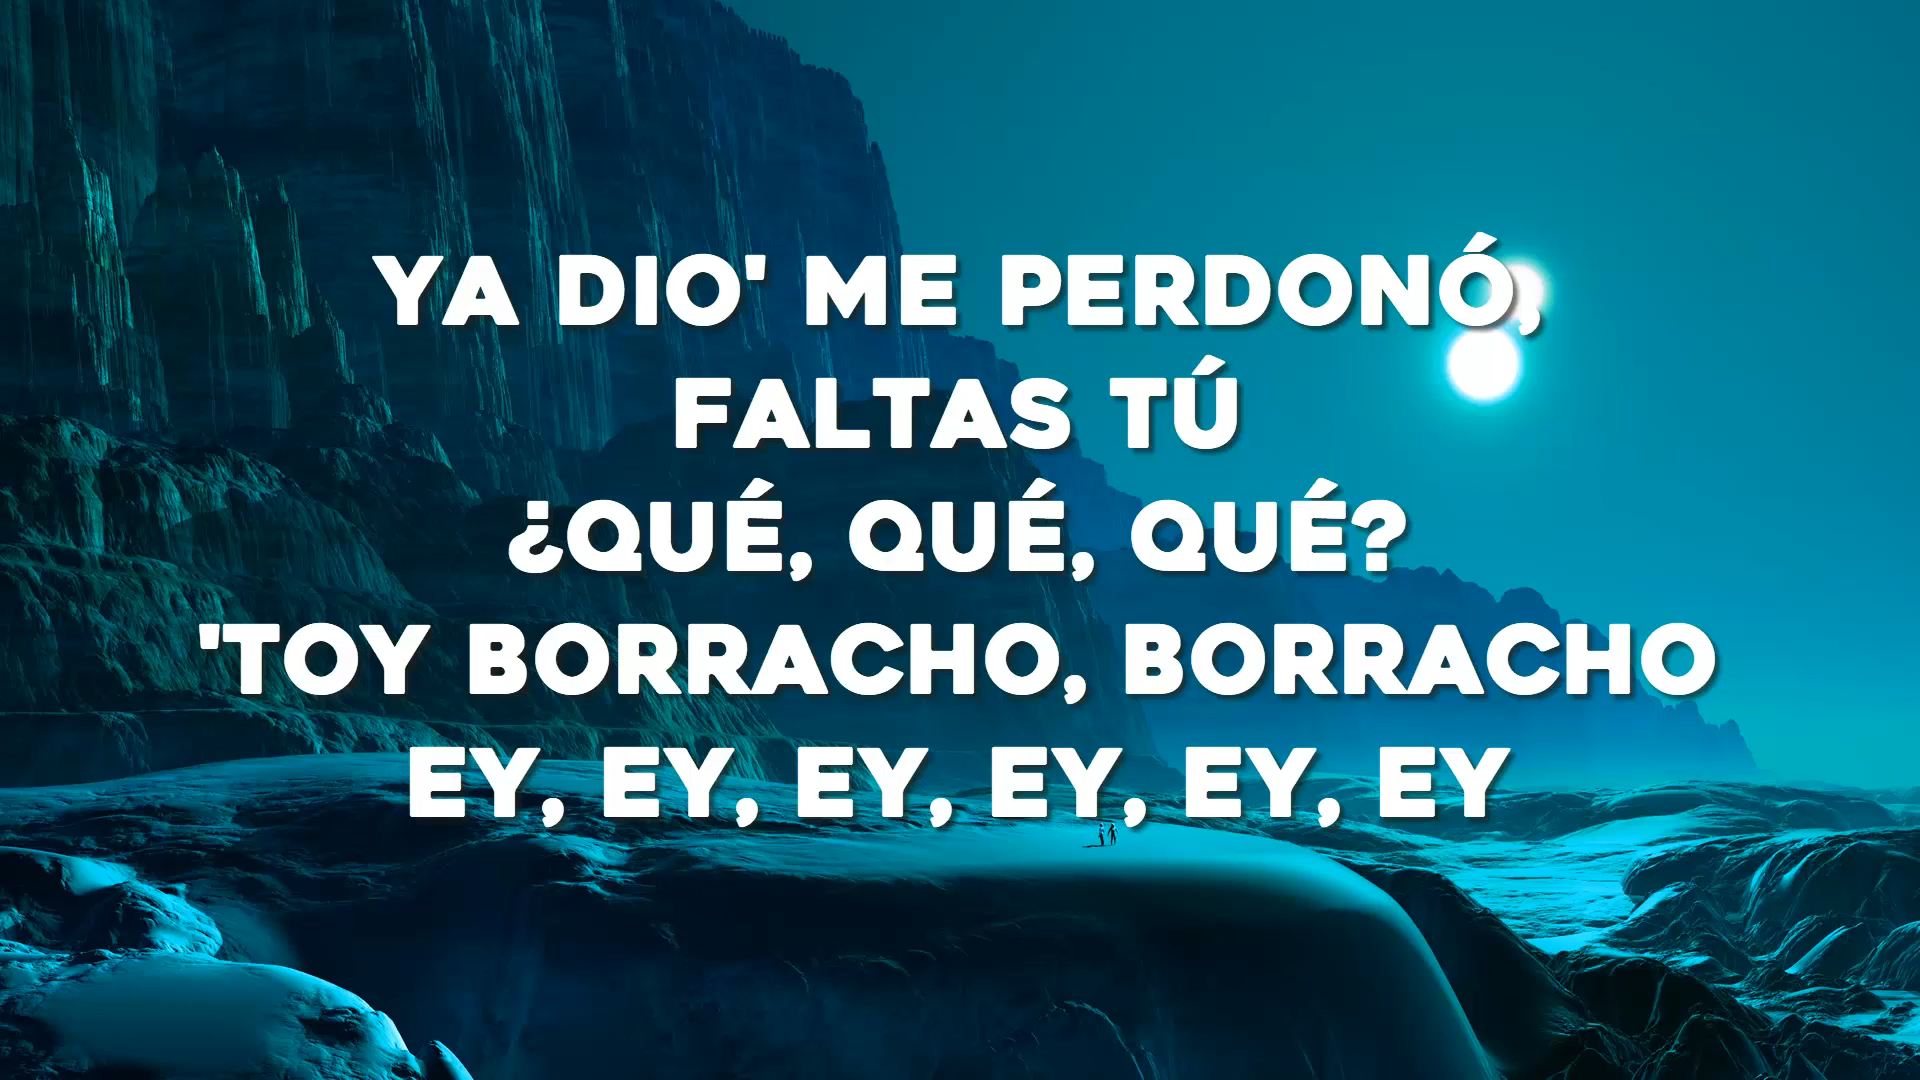 YA DIO' ME PERDONÓ,
FALTAS TÚ
¿QUÉ, QUÉ, QUÉ?
'TOY BORRACHO, BORRACHO
EY, EY, EY, EY, EY, EY